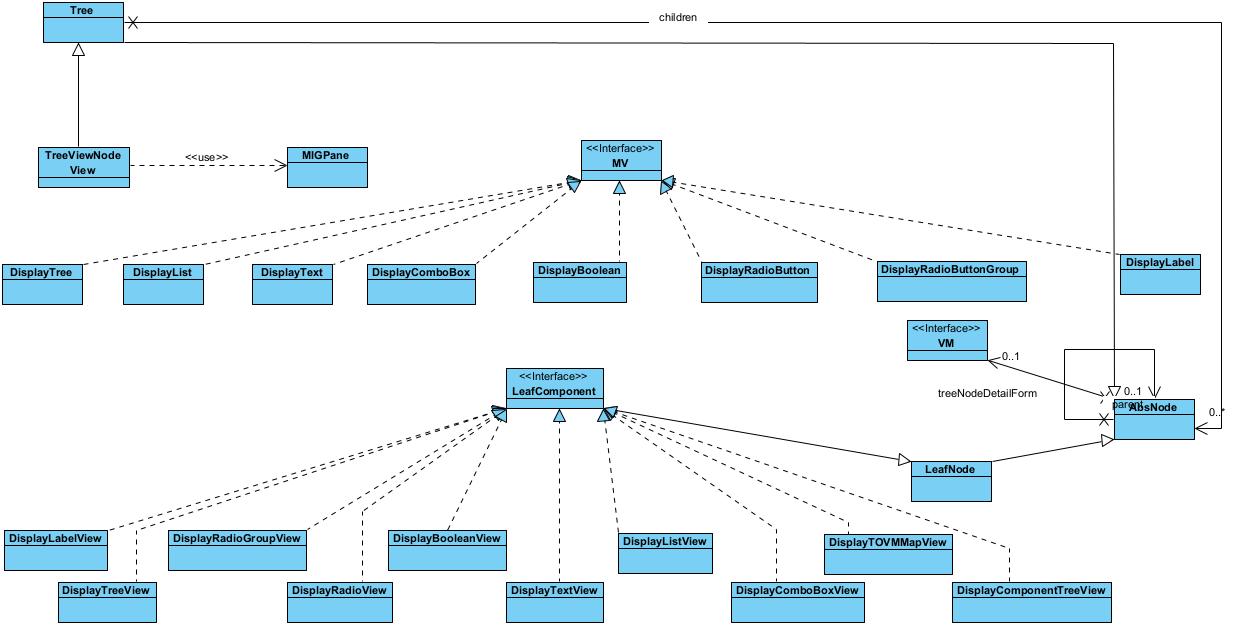 Tree
children
TreeViewNode
View
<<use>>
MIGPane
<<Interface>>
MV
DisplayTree
DisplayList
DisplayText
DisplayComboBox
DisplayBoolean
DisplayRadioButton
DisplayRadioButtonGroup
DisplayLabel
<<Interface>>
VM
0..1
treeNodeDetailForm
0..1
parent
AbsNode
0..*
<<Interface>>
LeafComponent
LeafNode
DisplayLabelView
DisplayRadioGroupView
DisplayBooleanView
DisplayListView
DisplayTOVMMapView
DisplayTreeView
DisplayRadioView
DisplayTextView
DisplayComboBoxView
DisplayComponentTreeView